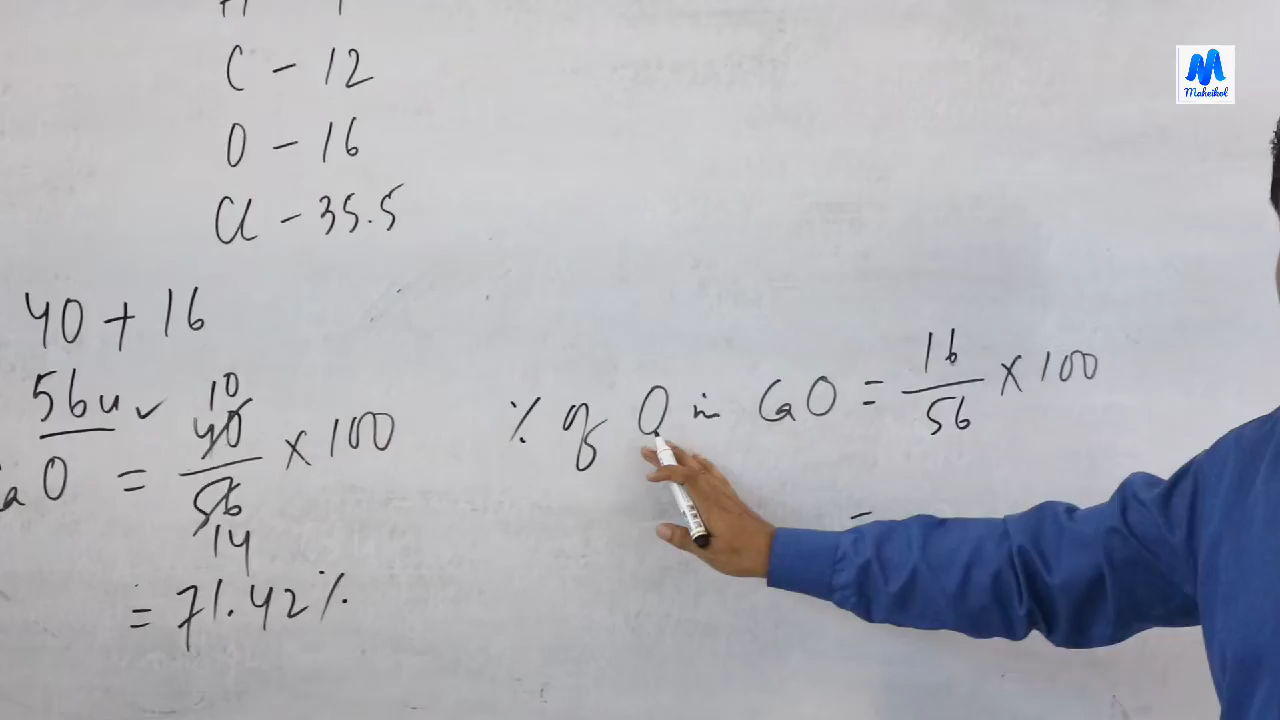 C - 12
O - 16
Cl - 35.5
40 + 16
56u ✓
aO = 40/56 × 100
10
14
= 71.42%
% of O in CaO = 16/56 × 100
=
M
Maheikol